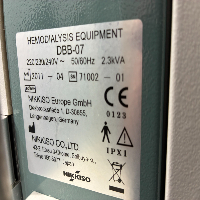 HEMODIALYSIS EQUIPMENT
DBB-07
220/230/240V~ 50/60Hz 2.3kVA
04 71002-01
NIKKISO Europe GmbH
D-30855,
Langenhagen, Germany
CE
0123
NIKKISO CO.,LTD.
IPX1
NIKKISO